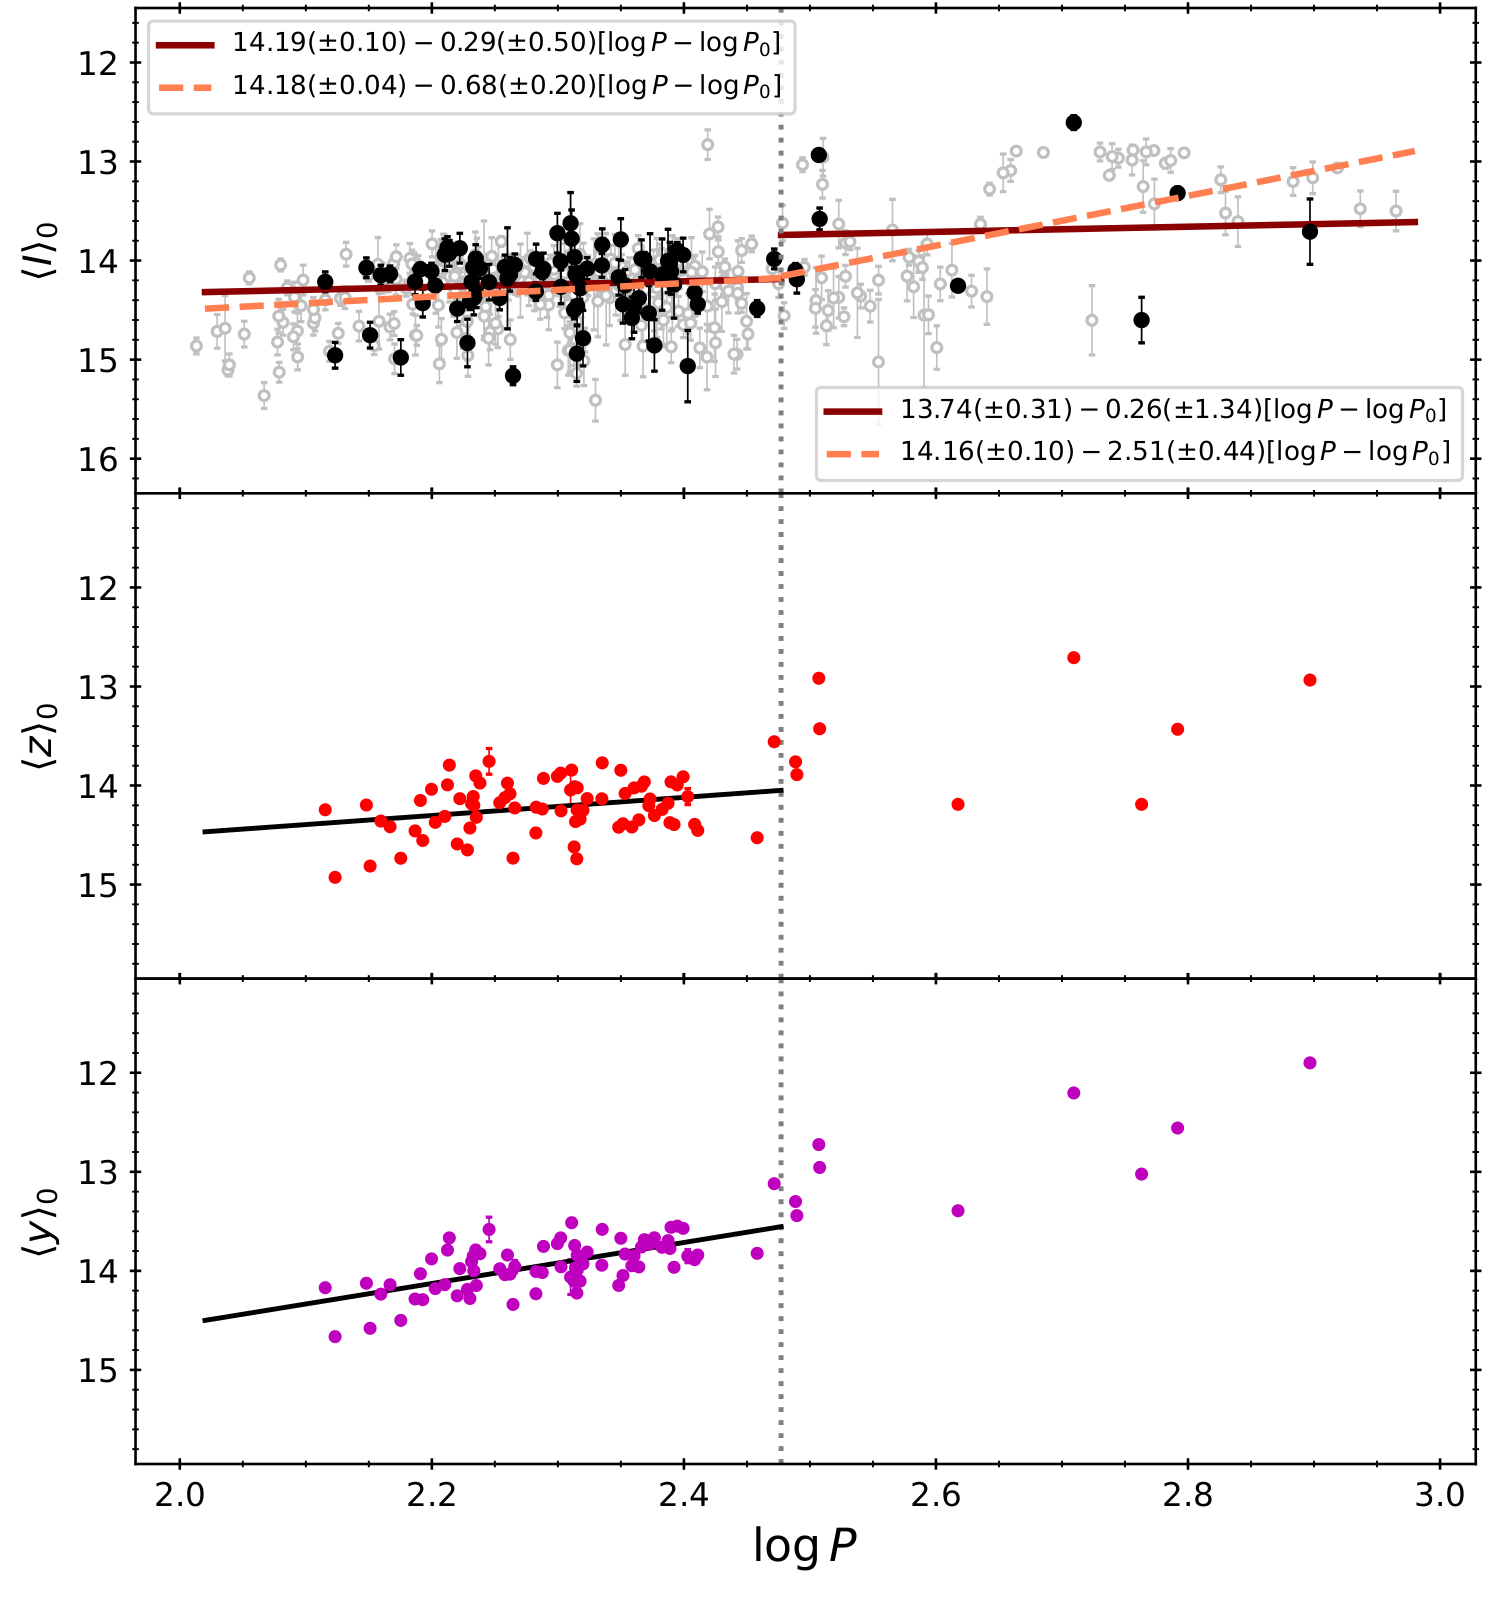 14.19(±0.10) − 0.29(±0.50)[log P − log P₀]
14.18(±0.04) − 0.68(±0.20)[log P − log P₀]
13.74(±0.31) − 0.26(±1.34)[log P − log P₀]
14.16(±0.10) − 2.51(±0.44)[log P − log P₀]
⟨I⟩₀
12
13
14
15
16
⟨z⟩₀
12
13
14
15
⟨y⟩₀
12
13
14
15
2.0 2.2 2.4 2.6 2.8 3.0
log P